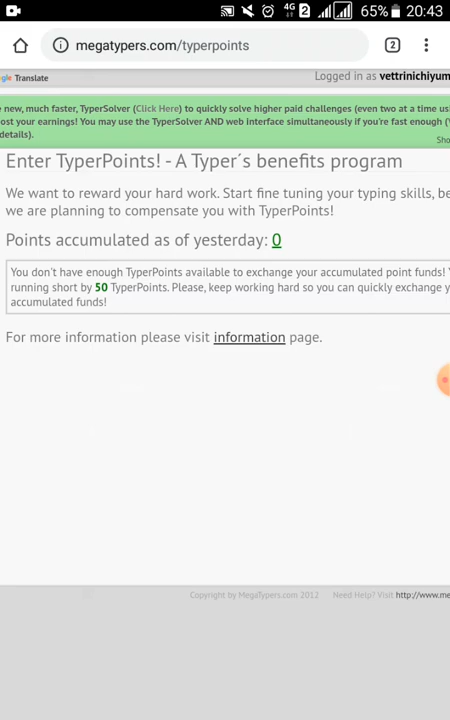 4G 2 65% 20:43
megatypers.com/typerpoints 2
gle Translate Logged in as vettrinichiyum
e new, much faster, TyperSolver (Click Here) to quickly solve higher paid challenges (even two at a time usi
ost your earnings! You may use the TyperSolver AND web interface simultaneously if you're fast enough (
details).
Sho
Enter TyperPoints! - A Typer´s benefits program
We want to reward your hard work. Start fine tuning your typing skills, be
we are planning to compensate you with TyperPoints!
Points accumulated as of yesterday: 0
You don't have enough TyperPoints available to exchange your accumulated point funds!
running short by 50 TyperPoints. Please, keep working hard so you can quickly exchange y
accumulated funds!
For more information please visit information page.
Copyright by MegaTypers.com 2012 Need Help? Visit http://www.me